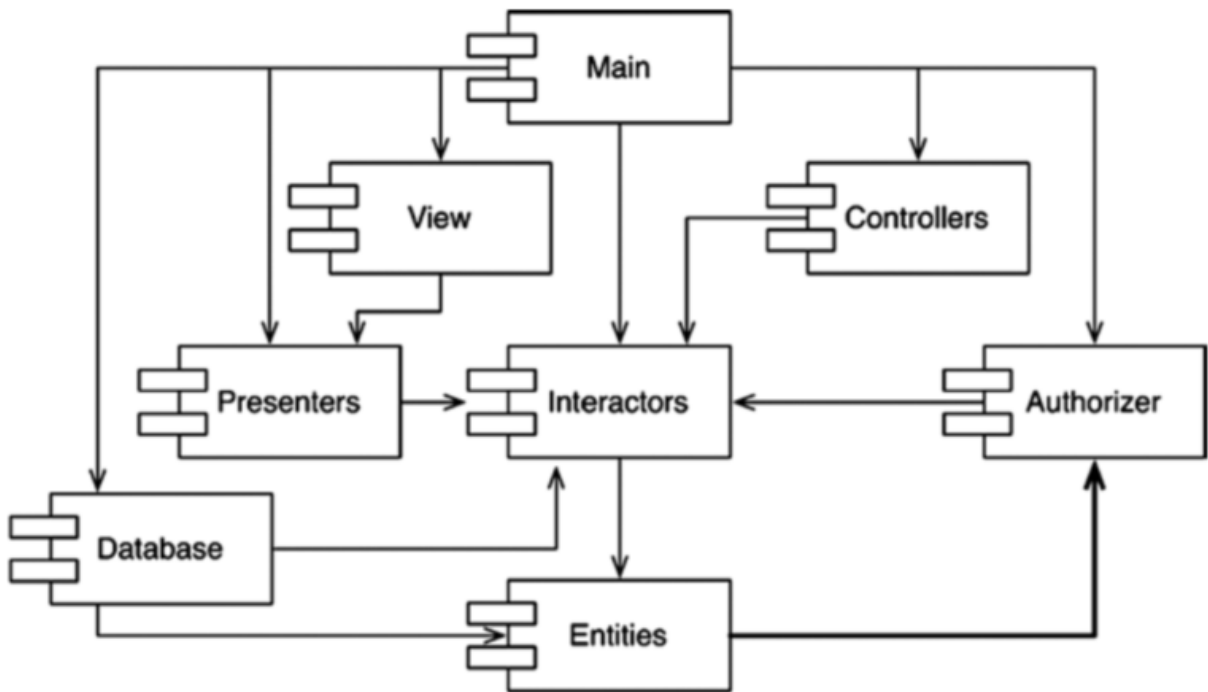 Main
View
Controllers
Presenters
Interactors
Authorizer
Database
Entities